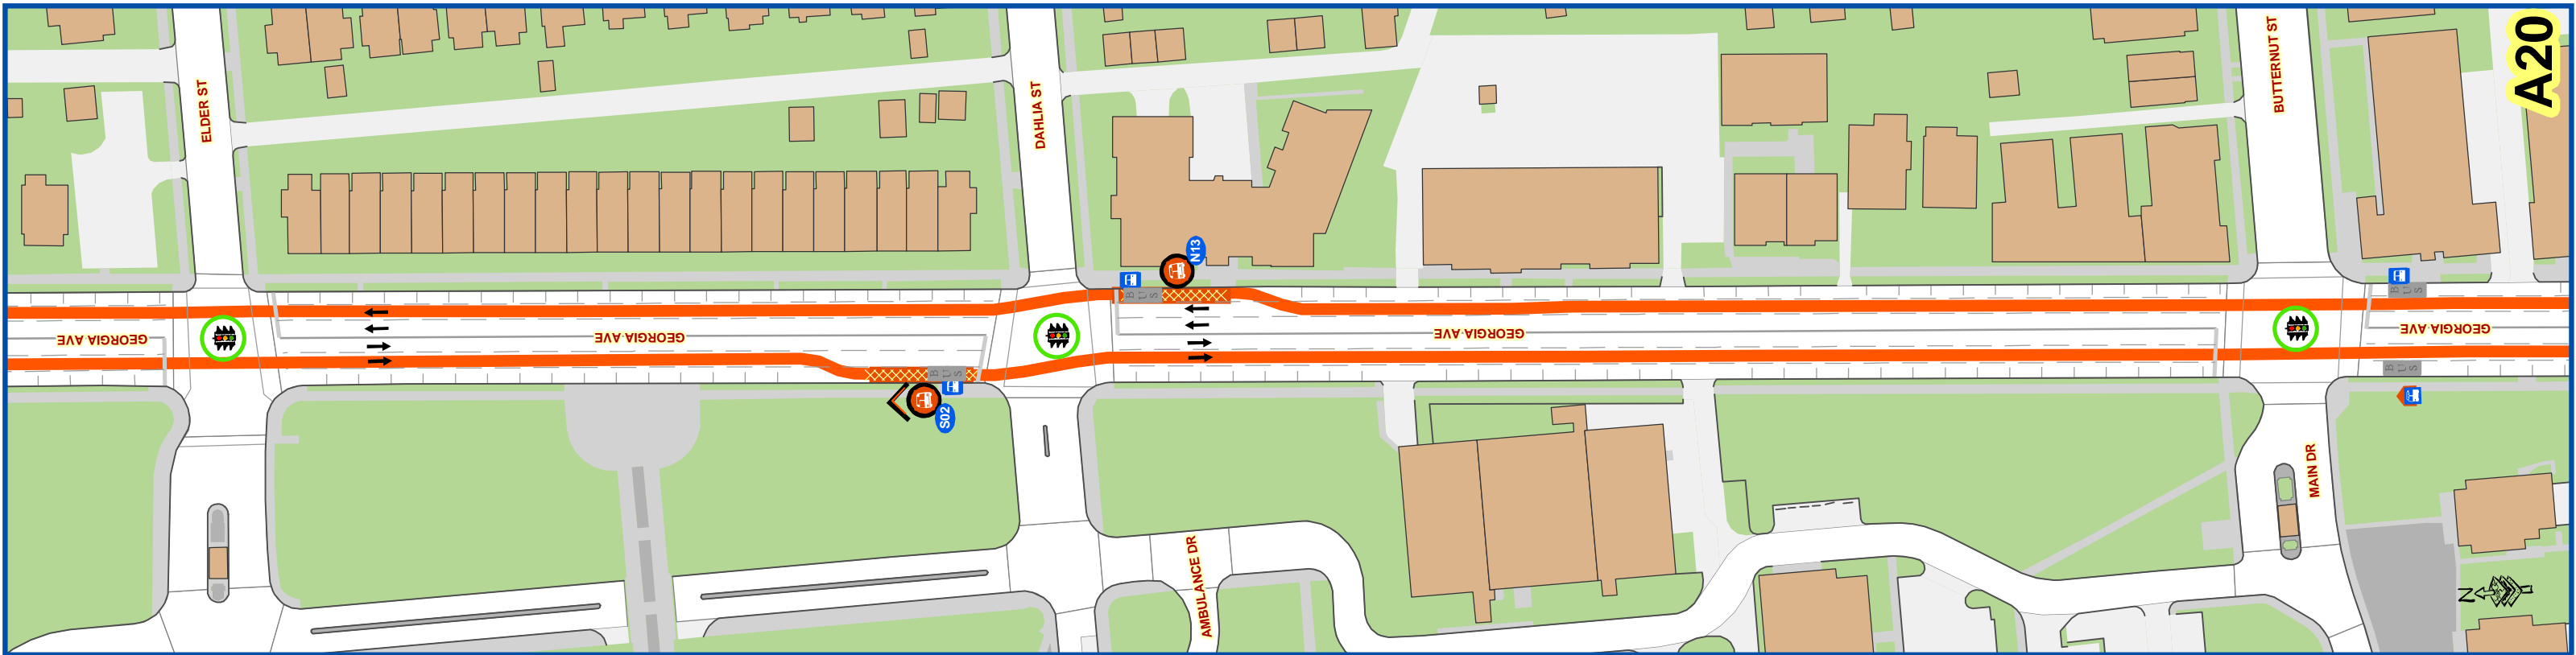 ELDER ST
DAHLIA ST
BUTTERNUT ST
A20
N13
BUS
BUS
GEORGIA AVE
GEORGIA AVE
GEORGIA AVE
GEORGIA AVE
BUS
BUS
S02
MAIN DR
AMBULANCE DR
N